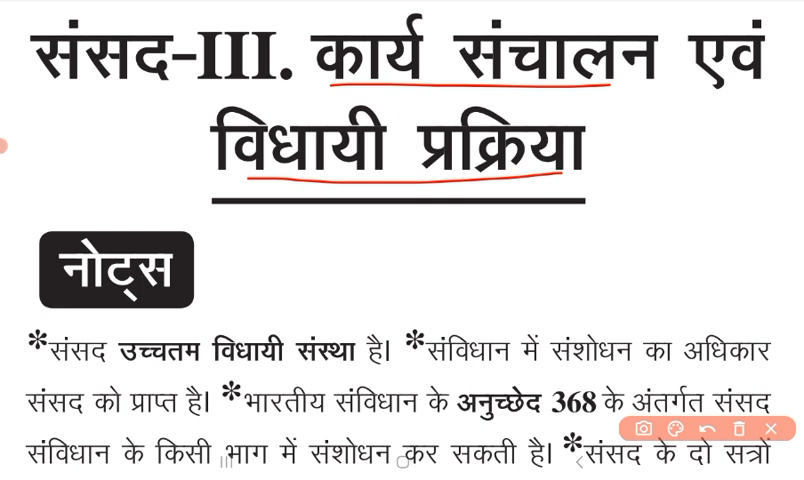 संसद-III. कार्य संचालन एवं
विधायी प्रक्रिया
नोट्स
*संसद उच्चतम विधायी संस्था है। *संविधान में संशोधन का अधिकार
संसद को प्राप्त है। *भारतीय संविधान के अनुच्छेद 368 के अंतर्गत संसद
संविधान के किसी भाग में संशोधन कर सकती है। *संसद के दो सत्रों